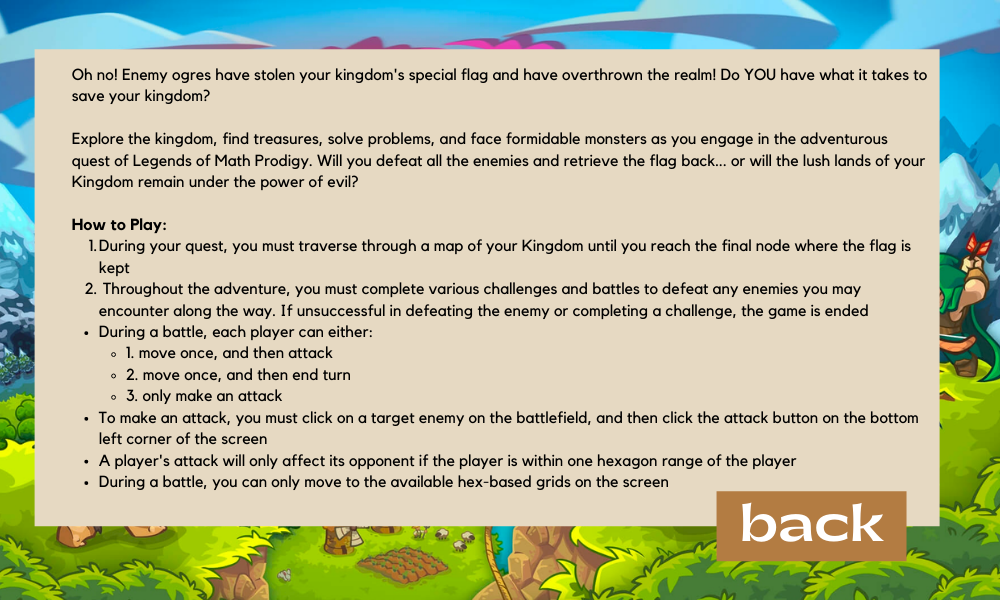 Oh no! Enemy ogres have stolen your kingdom's special flag and have overthrown the realm! Do YOU have what it takes to
save your kingdom?
Explore the kingdom, find treasures, solve problems, and face formidable monsters as you engage in the adventurous
quest of Legends of Math Prodigy. Will you defeat all the enemies and retrieve the flag back... or will the lush lands of your
Kingdom remain under the power of evil?
How to Play:
1. During your quest, you must traverse through a map of your Kingdom until you reach the final node where the flag is
kept
2. Throughout the adventure, you must complete various challenges and battles to defeat any enemies you may
encounter along the way. If unsuccessful in defeating the enemy or completing a challenge, the game is ended
• During a battle, each player can either:
◦ 1. move once, and then attack
◦ 2. move once, and then end turn
◦ 3. only make an attack
• To make an attack, you must click on a target enemy on the battlefield, and then click the attack button on the bottom
left corner of the screen
• A player's attack will only affect its opponent if the player is within one hexagon range of the player
• During a battle, you can only move to the available hex-based grids on the screen
back